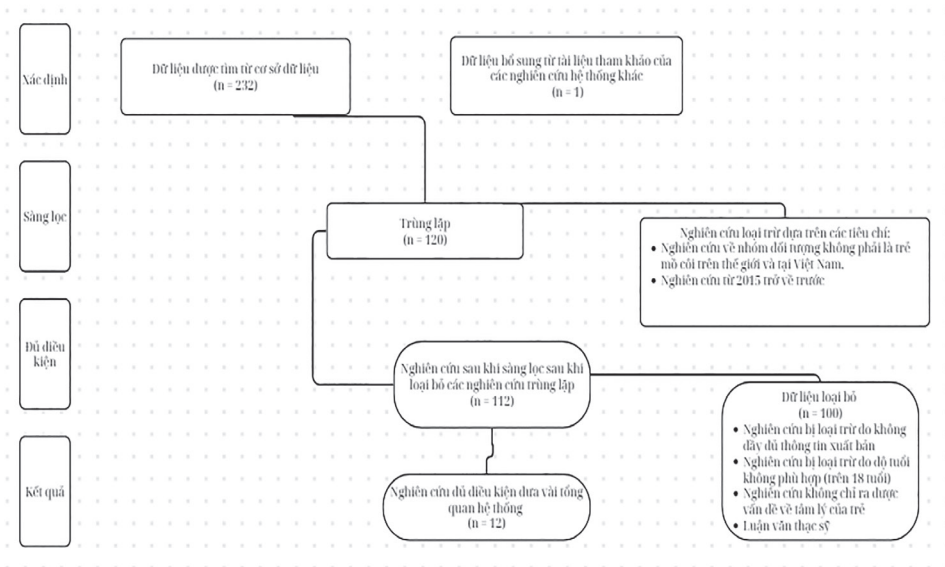 Xác định
Dữ liệu được tìm từ cơ sở dữ liệu
(n = 232)
Dữ liệu bổ sung từ tài liệu tham khảo của
các nghiên cứu hệ thống khác
(n = 1)
Sàng lọc
Trùng lặp
(n = 120)
Nghiên cứu loại trừ dựa trên các tiêu chí:
• Nghiên cứu về nhóm đối tượng không phải là trẻ
mồ côi trên thế giới và tại Việt Nam.
• Nghiên cứu từ 2015 trở về trước
Đủ điều
kiện
Nghiên cứu sau khi sàng lọc sau khi
loại bỏ các nghiên cứu trùng lặp
(n = 112)
Dữ liệu loại bỏ
(n = 100)
• Nghiên cứu bị loại trừ do không
đầy đủ thông tin xuất bản
• Nghiên cứu bị loại trừ do độ tuổi
không phù hợp (trên 18 tuổi)
• Nghiên cứu không chỉ ra được
vấn đề về tâm lý của trẻ
• Luận văn thạc sỹ
Kết quả
Nghiên cứu đủ điều kiện đưa vài tổng
quan hệ thống
(n = 12)